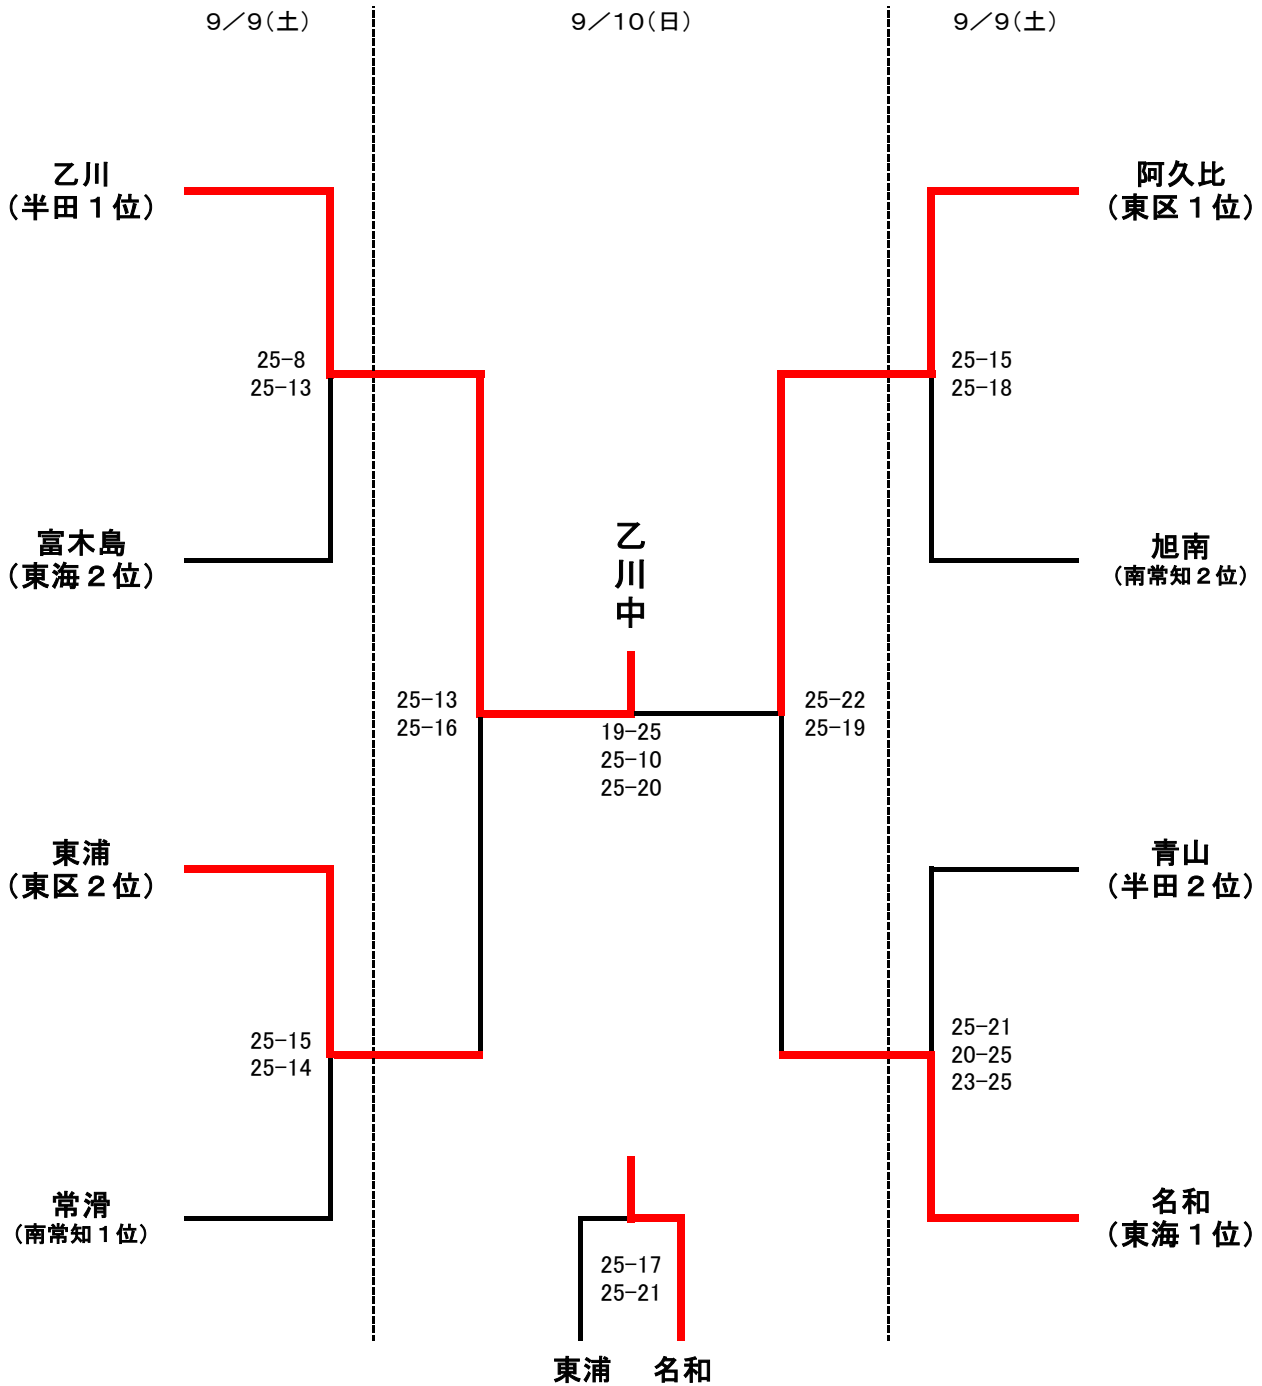 9／9（土）
9／10（日）
9／9（土）
乙川
（半田１位）
阿久比
（東区１位）
25-8
25-13
25-15
25-18
富木島
（東海２位）
乙川中
旭南
（南常知２位）
25-13
25-16
19-25
25-10
25-20
25-22
25-19
東浦
（東区２位）
青山
（半田２位）
25-15
25-14
25-21
20-25
23-25
常滑
（南常知１位）
名和
（東海１位）
25-17
25-21
東浦
名和